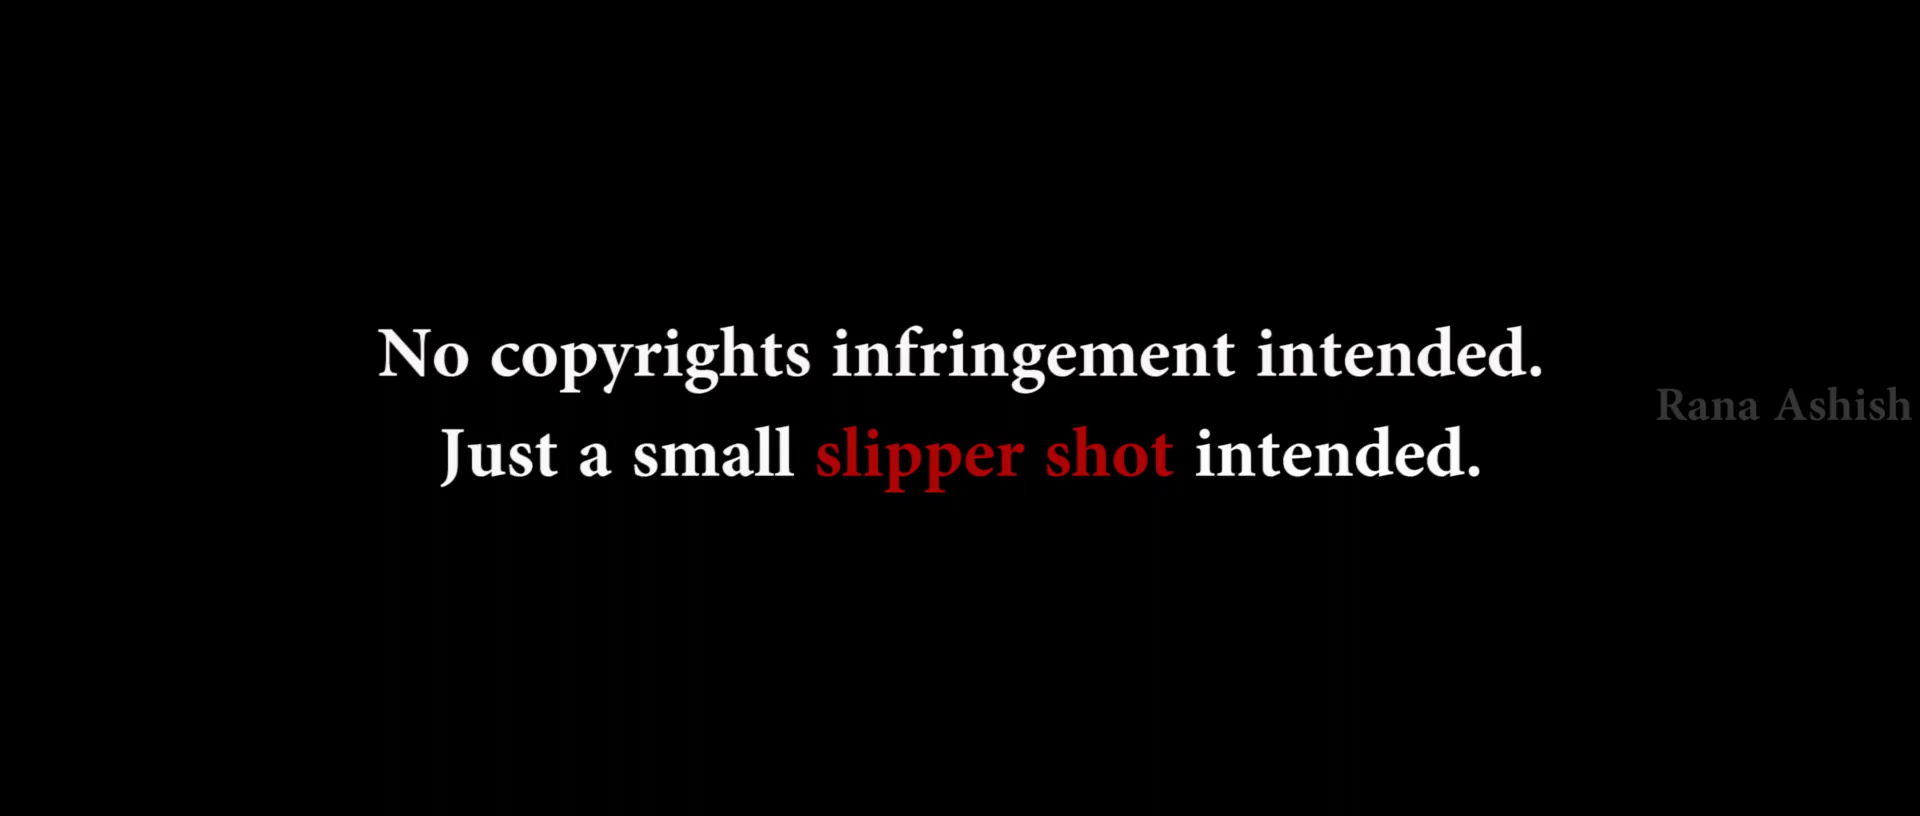 No copyrights infringement intended.
Rana Ashish
Just a small slipper shot intended.